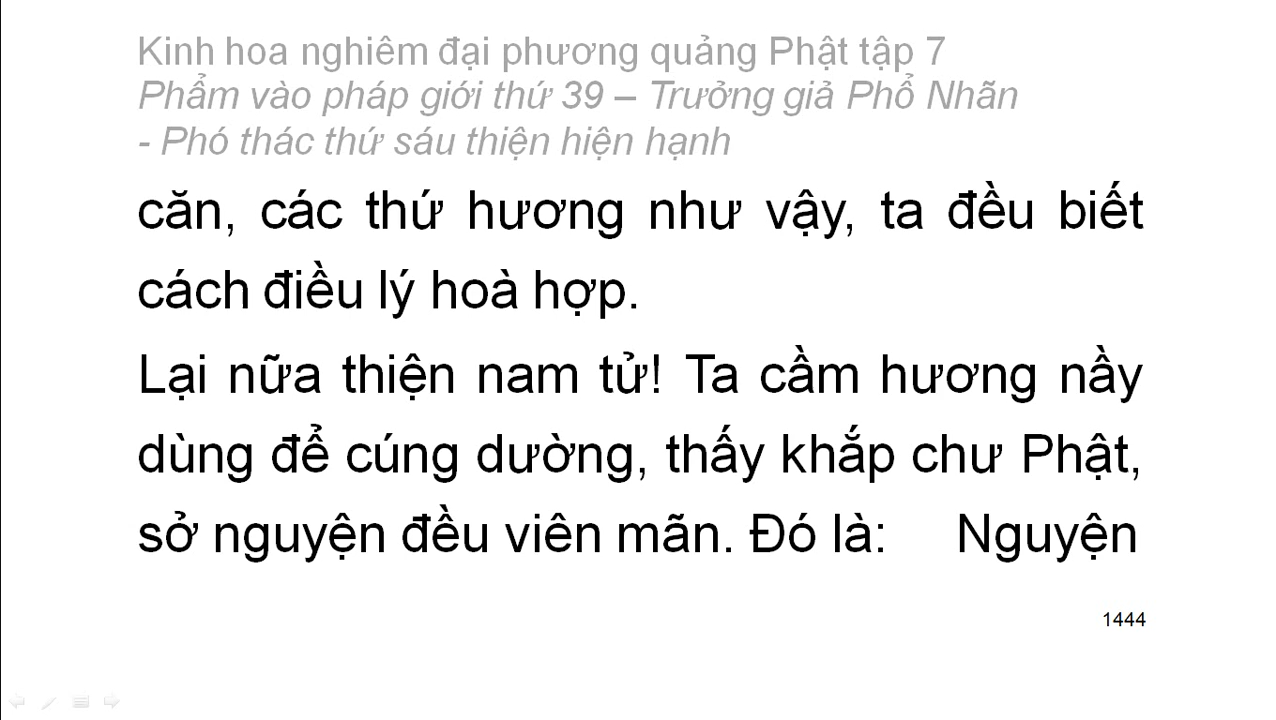 Kinh hoa nghiêm đại phương quảng Phật tập 7
Phẩm vào pháp giới thứ 39 – Trưởng giả Phổ Nhãn
- Phó thác thứ sáu thiện hiện hạnh
căn, các thứ hương như vậy, ta đều biết
cách điều lý hoà hợp.
Lại nữa thiện nam tử! Ta cầm hương nầy
dùng để cúng dường, thấy khắp chư Phật,
sở nguyện đều viên mãn. Đó là: Nguyện
1444